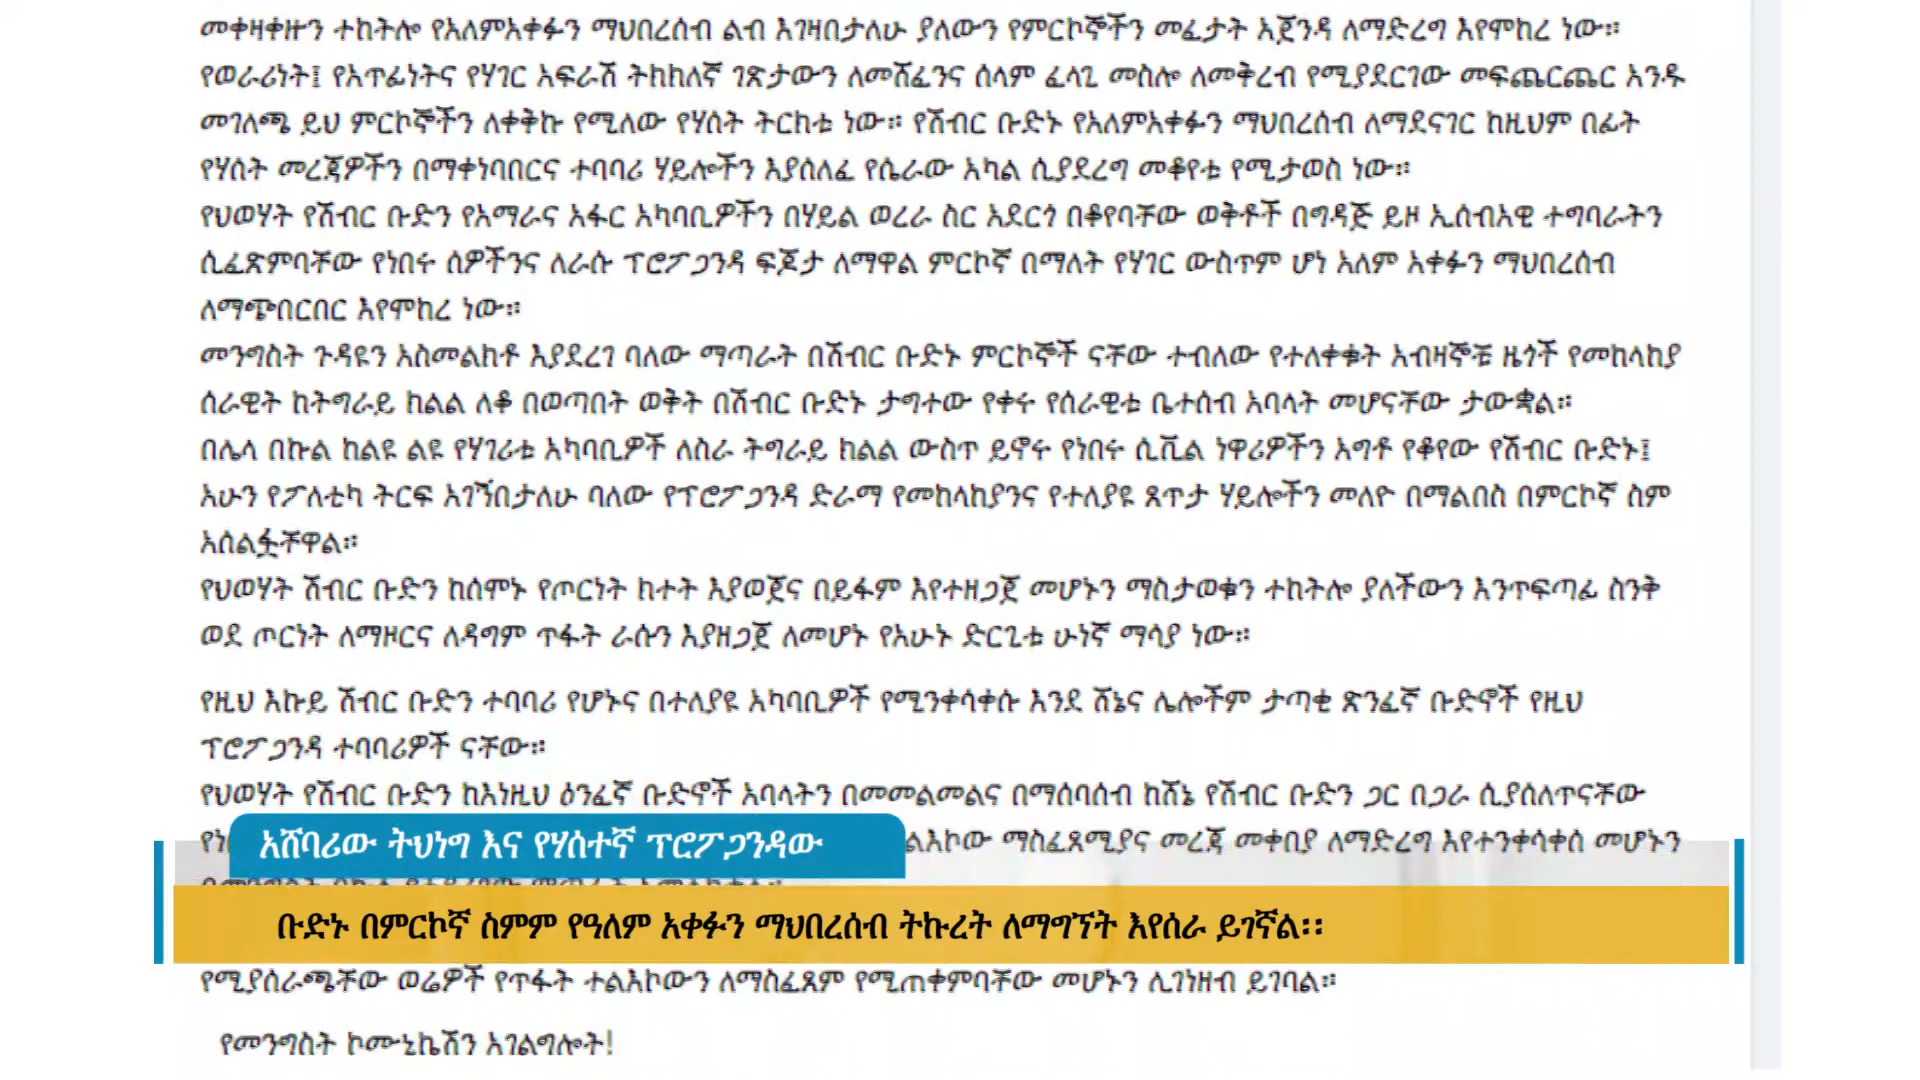 መቀዛቀዙን ተከትሎ የአለምአቀፉን ማህበረሰብ ልብ እገዛበታለሁ ያለውን የምርኮኞችን መፈታት አጀንዳ ለማድረግ እየሞከረ ነው።
የወራሪነት፤ የአጥፊነትና የሃገር አፍራሽ ትክክለኛ ገጽታውን ለመሸፈንና ሰላም ፈላጊ መስሎ ለመቅረብ የሚያደርገው መፍጨርጨር አንዱ
መገለጫ ይህ ምርኮኞችን ለቀቅኩ የሚለው የሃሰት ትርክቱ ነው። የሽብር ቡድኑ የአለምአቀፉን ማህበረሰብ ለማደናገር ከዚህም በፊት
የሃሰት መረጃዎችን በማቀነባበርና ተባባሪ ሃይሎችን እያሰለፈ የሴራው አካል ሲያደረግ መቆየቱ የሚታወስ ነው።
የህወሃት የሽብር ቡድን የአማራና አፋር አካባቢዎችን በሃይል ወረራ ስር አደርጎ በቆየባቸው ወቅቶች በግዳጅ ይዞ ኢሰብአዊ ተግባራትን
ሲፈጽምባቸው የነበሩ ሰዎችንና ለራሱ ፕሮፖጋንዳ ፍጆታ ለማዋል ምርኮኛ በማለት የሃገር ውስጥም ሆነ አለም አቀፉን ማህበረሰብ
ለማጭበርበር እየሞከረ ነው።
መንግስት ጉዳዩን አስመልክቶ እያደረገ ባለው ማጣራት በሽብር ቡድኑ ምርኮኞች ናቸው ተብለው የተለቀቁት አብዛኞቹ ዜጎች የመከላከያ
ሰራዊት ከትግራይ ክልል ለቆ በወጣበት ወቅት በሽብር ቡድኑ ታግተው የቀሩ የሰራዊቱ ቤተሰብ አባላት መሆናቸው ታውቋል።
በሌላ በኩል ከልዩ ልዩ የሃገሪቱ አካባቢዎች ለስራ ትግራይ ክልል ውስጥ ይኖሩ የነበሩ ሲቪል ነዋሪዎችን አግቶ የቆየው የሽብር ቡድኑ፤
አሁን የፖለቲካ ትርፍ አገኝበታለሁ ባለው የፕሮፖጋንዳ ድራማ የመከላከያንና የተለያዩ ጸጥታ ሃይሎችን መለዮ በማልበስ በምርኮኛ ስም
አሰልፏቸዋል።
የህወሃት ሽብር ቡድን ከሰሞኑ የጦርነት ክተት እያወጀና በይፋም እየተዘጋጀ መሆኑን ማስታወቁን ተከትሎ ያለችውን እንጥፍጣፊ ስንቅ
ወደ ጦርነት ለማዞርና ለዳግም ጥፋት ራሱን እያዘጋጀ ለመሆኑ የአሁኑ ድርጊቱ ሁነኛ ማሳያ ነው።
የዚህ እኩይ ሽብር ቡድን ተባባሪ የሆኑና በተለያዩ አካባቢዎች የሚንቀሳቀሱ እንደ ሸኔና ሌሎችም ታጣቂ ጽንፈኛ ቡድኖች የዚህ
ፕሮፖጋንዳ ተባባሪዎች ናቸው።
የህወሃት የሽብር ቡድን ከእነዚህ ዕንፈኛ ቡድኖች አባላትን በመመልመልና በማሰባሰብ ከሸኔ የሽብር ቡድን ጋር በጋራ ሲያሰለጥናቸው
ማስፈጸሚያና መረጃ መቀበያ ለማድረግ እየተንቀሳቀሰ መሆኑን
አሸባሪው ትህነግ እና የሃሰተኛ ፕሮፖጋንዳው
ቡድኑ በምርኮኛ ስምም የዓለም አቀፉን ማህበረሰብ ትኩረት ለማግኘት እየሰራ ይገኛል፡፡
የሚያሰራጫቸው ወሬዎች የጥፋት ተልእኮውን ለማስፈጸም የሚጠቀምባቸው መሆኑን ሊገነዘብ ይገባል።
የመንግስት ኮሙኒኬሽን አገልግሎት!